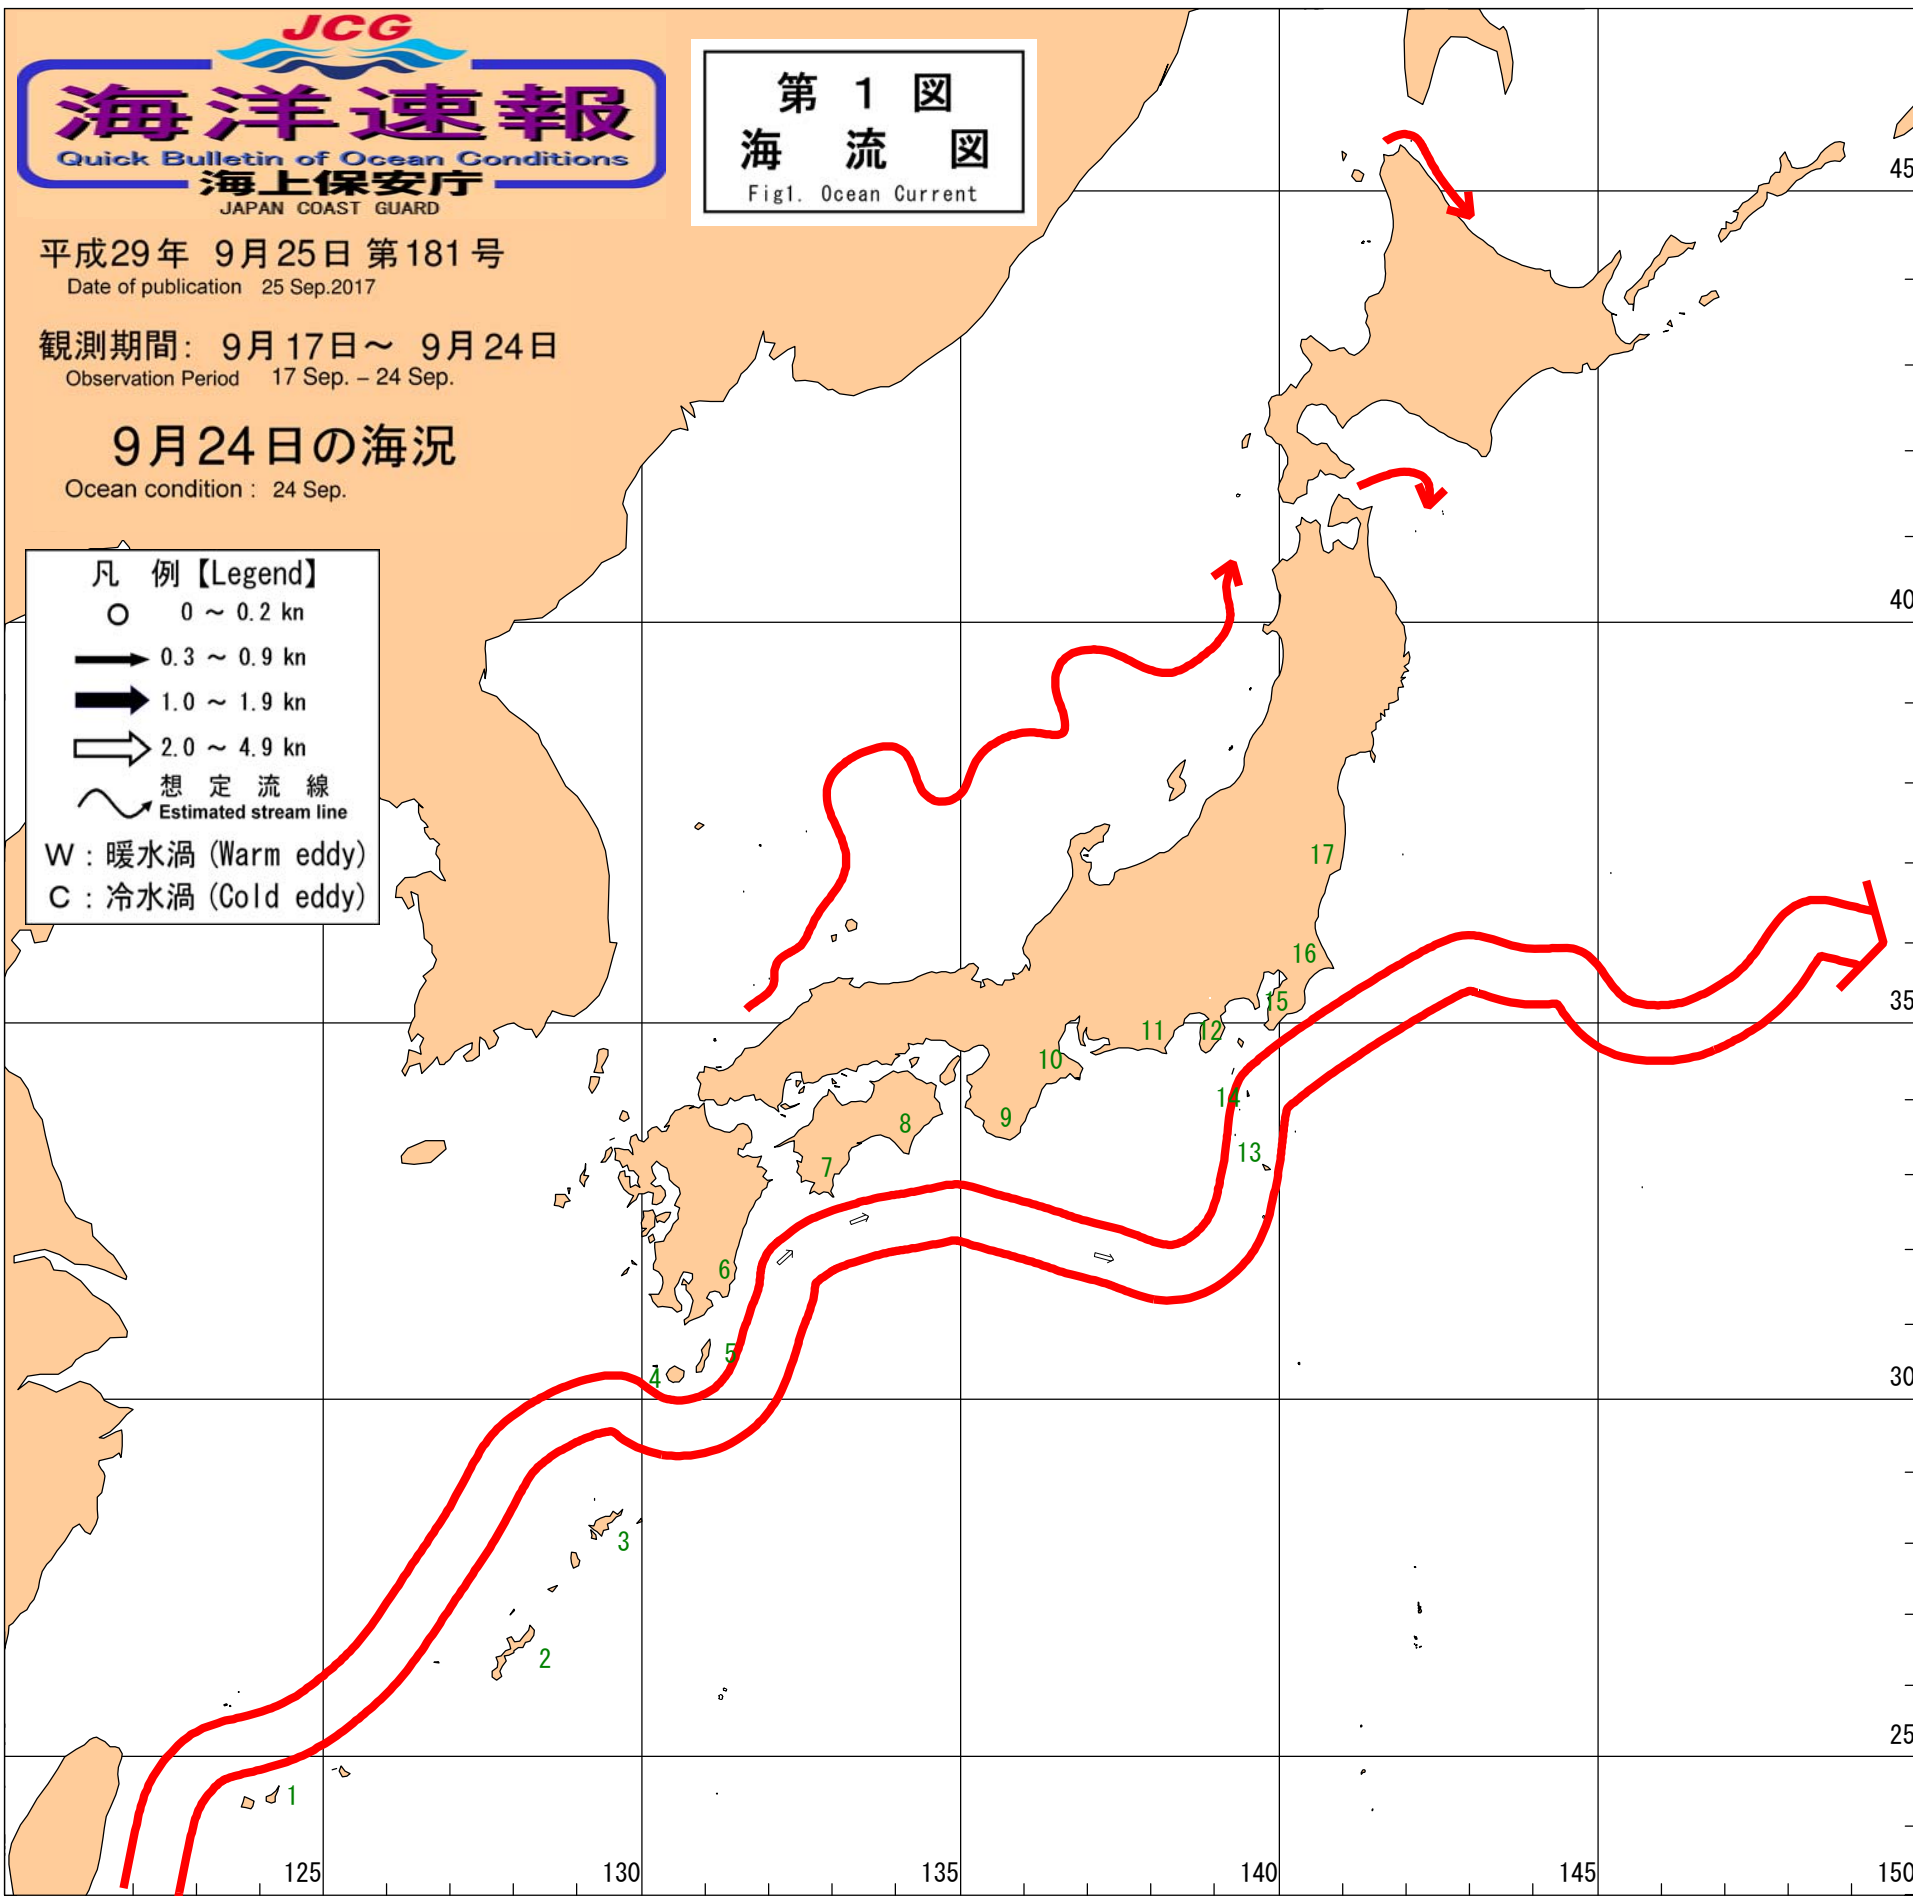 JCG
海洋速報
Quick Bulletin of Ocean Conditions
海上保安庁
JAPAN COAST GUARD
第 1 図
海 流 図
Fig1. Ocean Current
平成29年 9月25日 第181号
Date of publication 25 Sep.2017
観測期間: 9月17日～ 9月24日
Observation Period 17 Sep. – 24 Sep.
9月24日の海況
Ocean condition : 24 Sep.
凡 例【Legend】
0 ～ 0.2 kn
0.3 ～ 0.9 kn
1.0 ～ 1.9 kn
2.0 ～ 4.9 kn
想 定 流 線
Estimated stream line
W : 暖水渦 (Warm eddy)
C : 冷水渦 (Cold eddy)
45
40
17
16
35
15
11
12
10
14
9
8
13
7
6
5
4
30
3
2
25
1
125
130
135
140
145
150